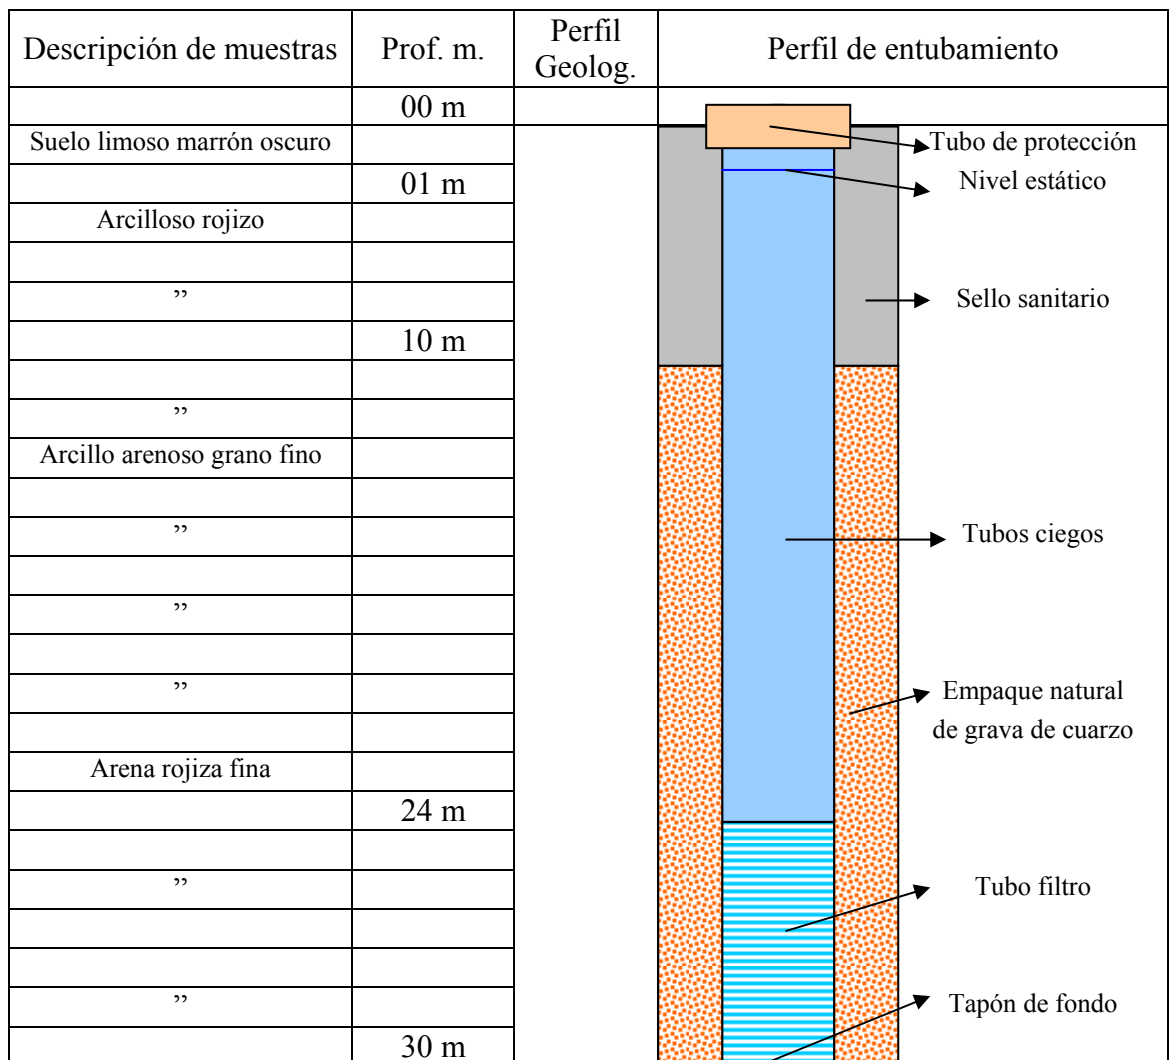 Descripción de muestras
Prof. m.
Perfil
Geolog.
Perfil de entubamiento
00 m
Suelo limoso marrón oscuro
Tubo de protección
01 m
Nivel estático
Arcilloso rojizo
”
Sello sanitario
10 m
”
Arcillo arenoso grano fino
”
Tubos ciegos
”
”
Empaque natural
de grava de cuarzo
Arena rojiza fina
24 m
”
Tubo filtro
”
Tapón de fondo
30 m